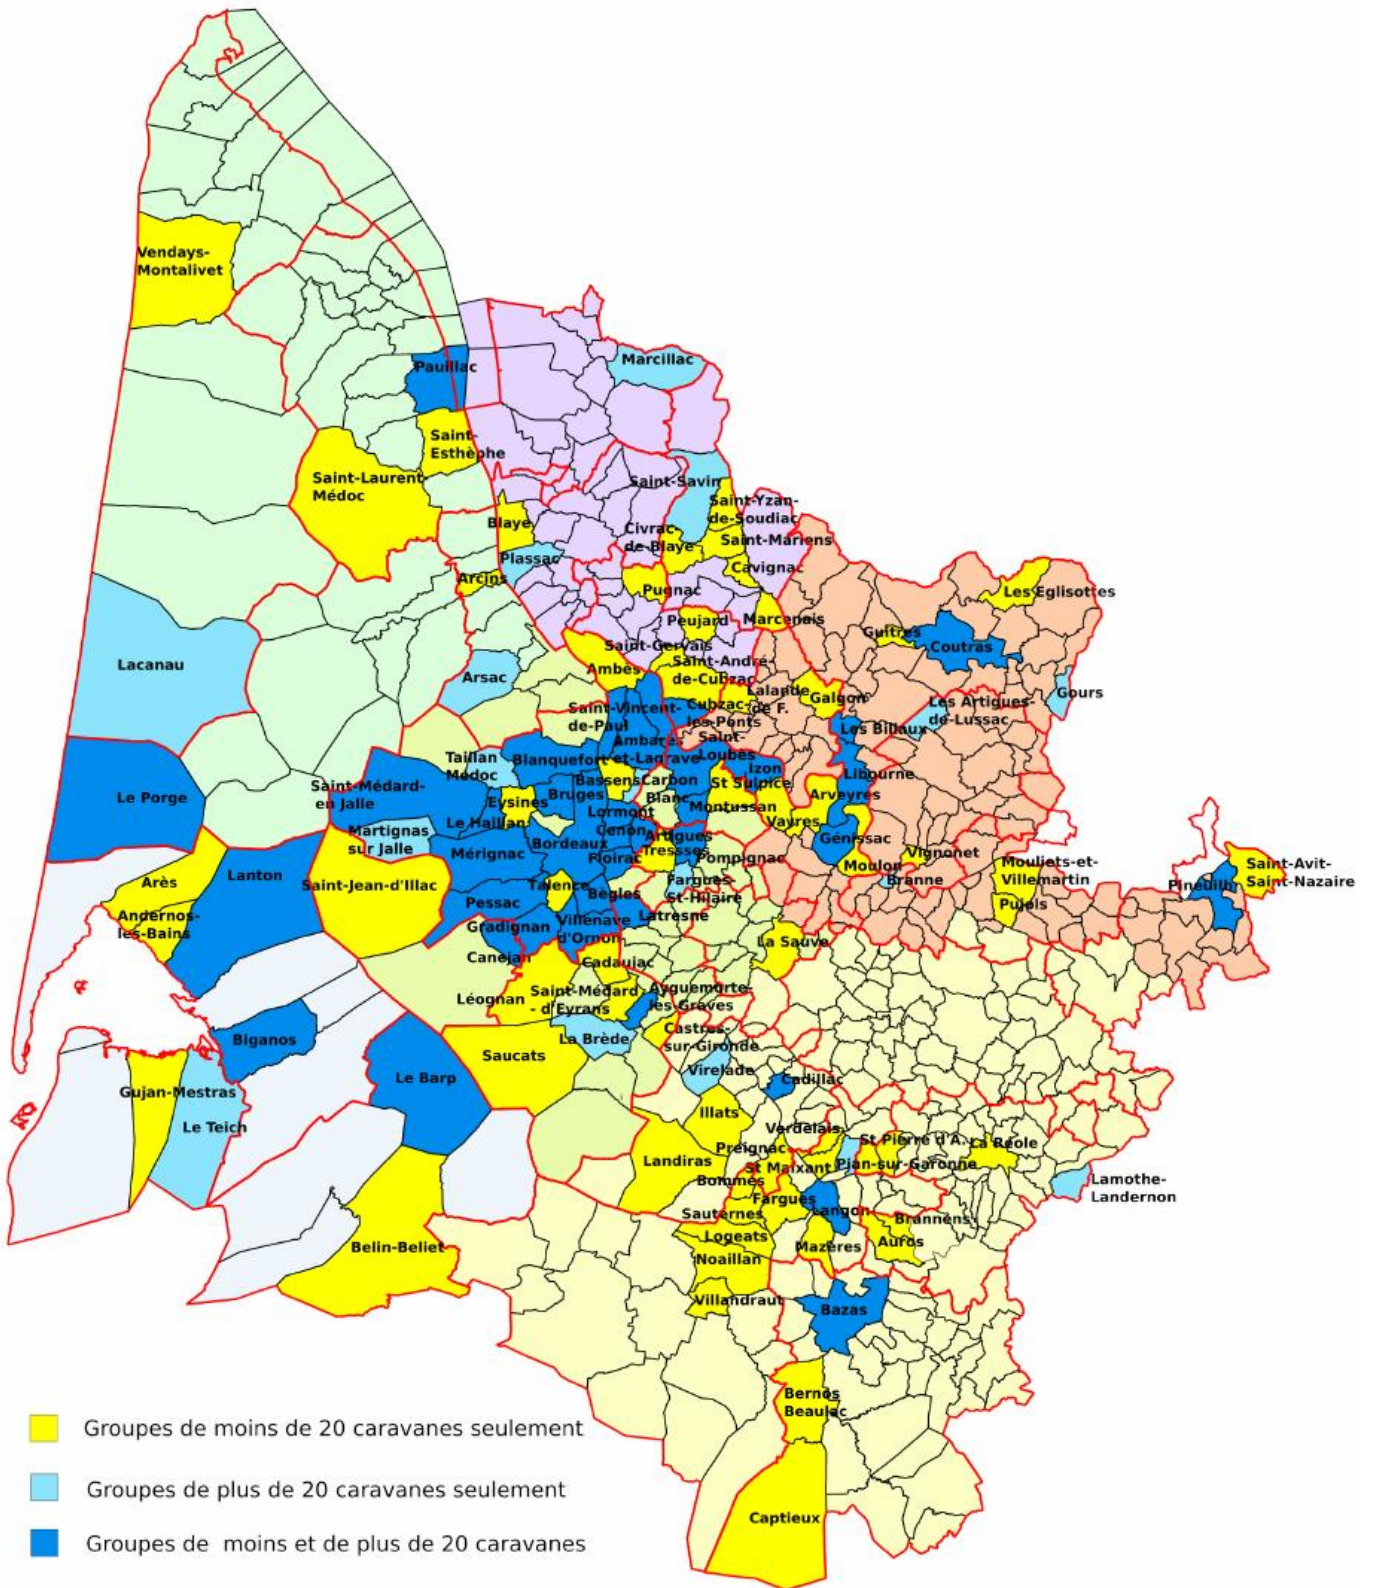 Vendays-
Montalivet
Pauillac
Marcillac
Saint-
Esthèphe
Saint-Laurent-
Médoc
Saint-Savin
Saint-Yzan-
de-Soudiac
Blaye
Civrac-
de-Blaye
Saint-Mariens
Plassac
Cavignac
Arcins
Pugnac
Les Eglisottes
Peujard
Marcenais
Guitres
Coutras
Saint-Gervais
Lacanau
Ambès
Saint-André-
de-Cubzac
Arsac
Lalande
de F.
Galgon
Gours
Saint-Vincent-
de-Paul
Cubzac-
les-Ponts
Les Artigues-
de-Lussac
Les Billaux
Ambarès
et-Lagrave
Saint-
Loubès
Taillan
Médoc
Blanquefort
Izon
Libourne
Saint-Médard-
en Jalle
Bassens
Carbon
Blanc
St Sulpice
Le Porge
Eysines
Bruges
Arveyres
Montussan
Lormont
Le Haillan
Vayres
Martignas
sur Jalle
Cenon
Artigues
Génissac
Bordeaux
Tressses
Mérignac
Floirac
Pompignac
Vignonet
Moulon
Mouliets-et-
Villemartin
Saint-Avit-
Saint-Nazaire
Arès
Lanton
Saint-Jean-d'Illac
Talence
Bègles
Fargues-
St-Hilaire
Branne
Pineuilh
Pessac
Pujols
Andernos-
les-Bains
Gradignan
Villenave
d'Ornon
Latresne
La Sauve
Canéjan
Cadaujac
Léognan
Saint-Médard
- d'Eyrans
Ayguemorte-
les-Graves
Biganos
La Brède
Castres-
sur-Gironde
Saucats
Virelade
Le Barp
Cadillac
Gujan-Mestras
Illats
Le Teich
Verdelais
St Pierre d'A.
La Réole
Preignac
Landiras
St Maixant
Pian-sur-Garonne
Bommes
Lamothe-
Landernon
Fargues
Sauternes
Langon
Brannens
Logeats
Belin-Beliet
Mazères
Auros
Noaillan
Villandraut
Bazas
Bernos
Beaulac
Captieux
Groupes de moins de 20 caravanes seulement
Groupes de plus de 20 caravanes seulement
Groupes de moins et de plus de 20 caravanes